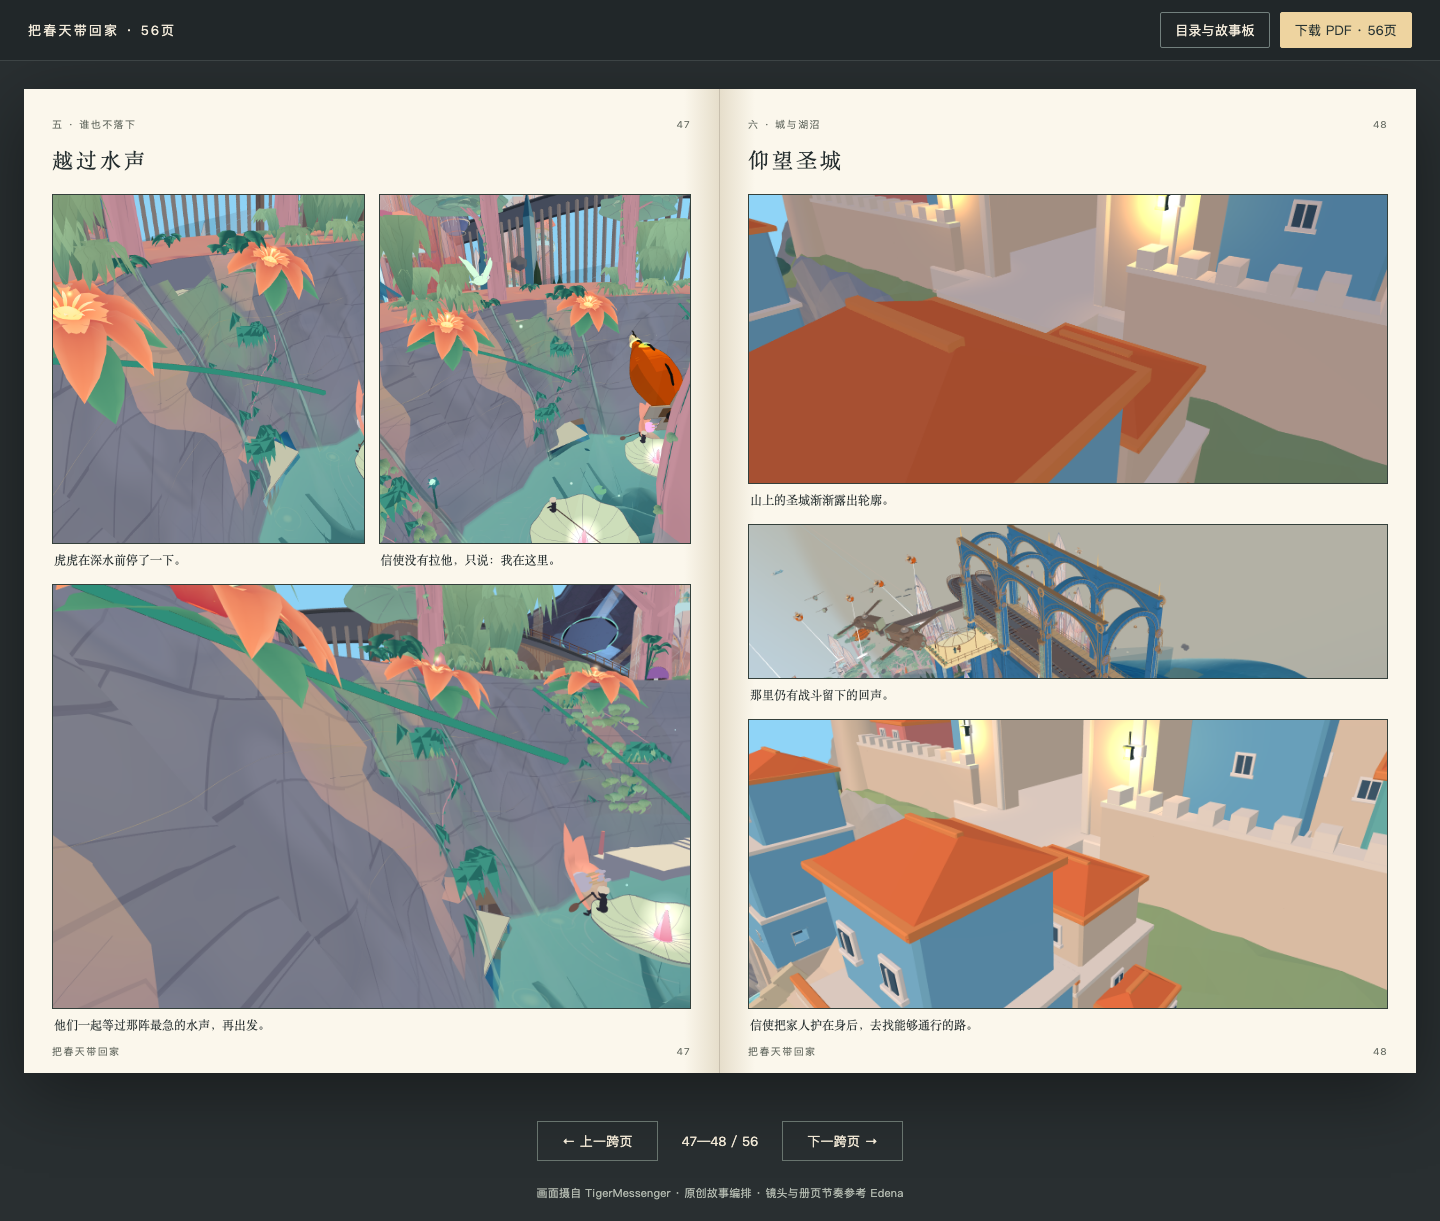 把春天带回家 · 56页
目录与故事板
下载 PDF · 56页
五 · 谁也不落下
47
越过水声
虎虎在深水前停了一下。
信使没有拉他，只说：我在这里。
他们一起等过那阵最急的水声，再出发。
把春天带回家
47
六 · 城与湖沼
48
仰望圣城
山上的圣城渐渐露出轮廓。
那里仍有战斗留下的回声。
信使把家人护在身后，去找能够通行的路。
把春天带回家
48
← 上一跨页
47—48 / 56
下一跨页 →
画面摄自 TigerMessenger · 原创故事编排 · 镜头与册页节奏参考 Edena